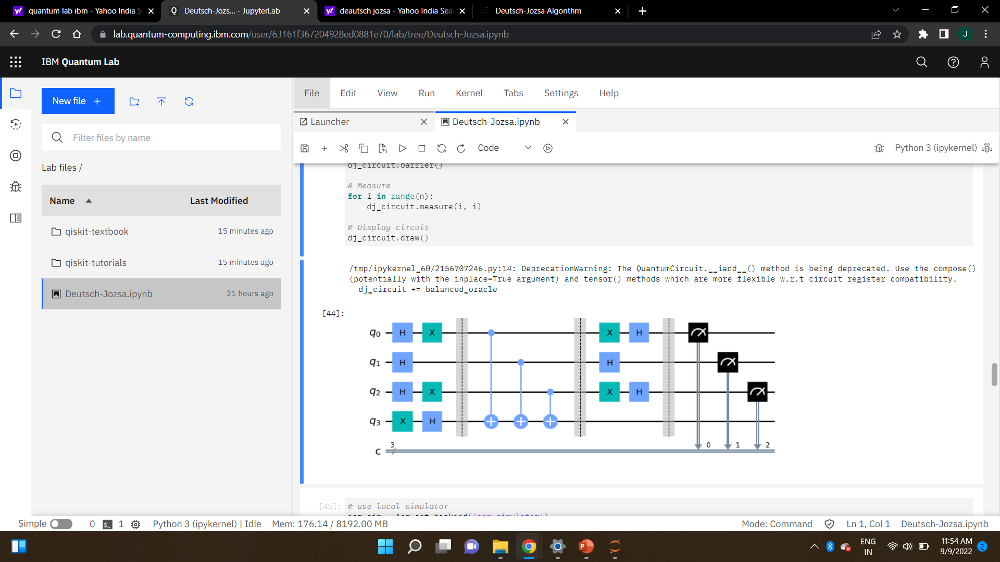 quantum lab ibm - Yahoo India S
Deutsch-Jozs... - JupyterLab
deautsch jozsa - Yahoo India Sea
Deutsch-Jozsa Algorithm
lab.quantum-computing.ibm.com/user/63161f367204928ed0881e70/lab/tree/Deutsch-Jozsa.ipynb
J
IBM Quantum Lab
New file +
File Edit View Run Kernel Tabs Settings Help
Launcher
Deutsch-Jozsa.ipynb
Filter files by name
Code
Python 3 (ipykernel)
Lab files /
Name Last Modified
qiskit-textbook 15 minutes ago
qiskit-tutorials 15 minutes ago
Deutsch-Jozsa.ipynb 21 hours ago
dj_circuit.barrier()
# Measure
for i in range(n):
dj_circuit.measure(i, i)
# Display circuit
dj_circuit.draw()
/tmp/ipykernel_60/2156707246.py:14: DeprecationWarning: The QuantumCircuit.__iadd__() method is being deprecated. Use the compose()
(potentially with the inplace=True argument) and tensor() methods which are more flexible w.r.t circuit register compatibility.
dj_circuit += balanced_oracle
[44]:
q0 H X X H
q1 H H
q2 H X X H
q3 X H
c 3 0 1 2
[45]: # use local simulator
aer_sim = Aer.get_backend('aer_simulator')
Simple 0 $_ 1 Python 3 (ipykernel) | Idle Mem: 176.14 / 8192.00 MB
Mode: Command Ln 1, Col 1 Deutsch-Jozsa.ipynb
ENG
IN
11:54 AM
9/9/2022
2